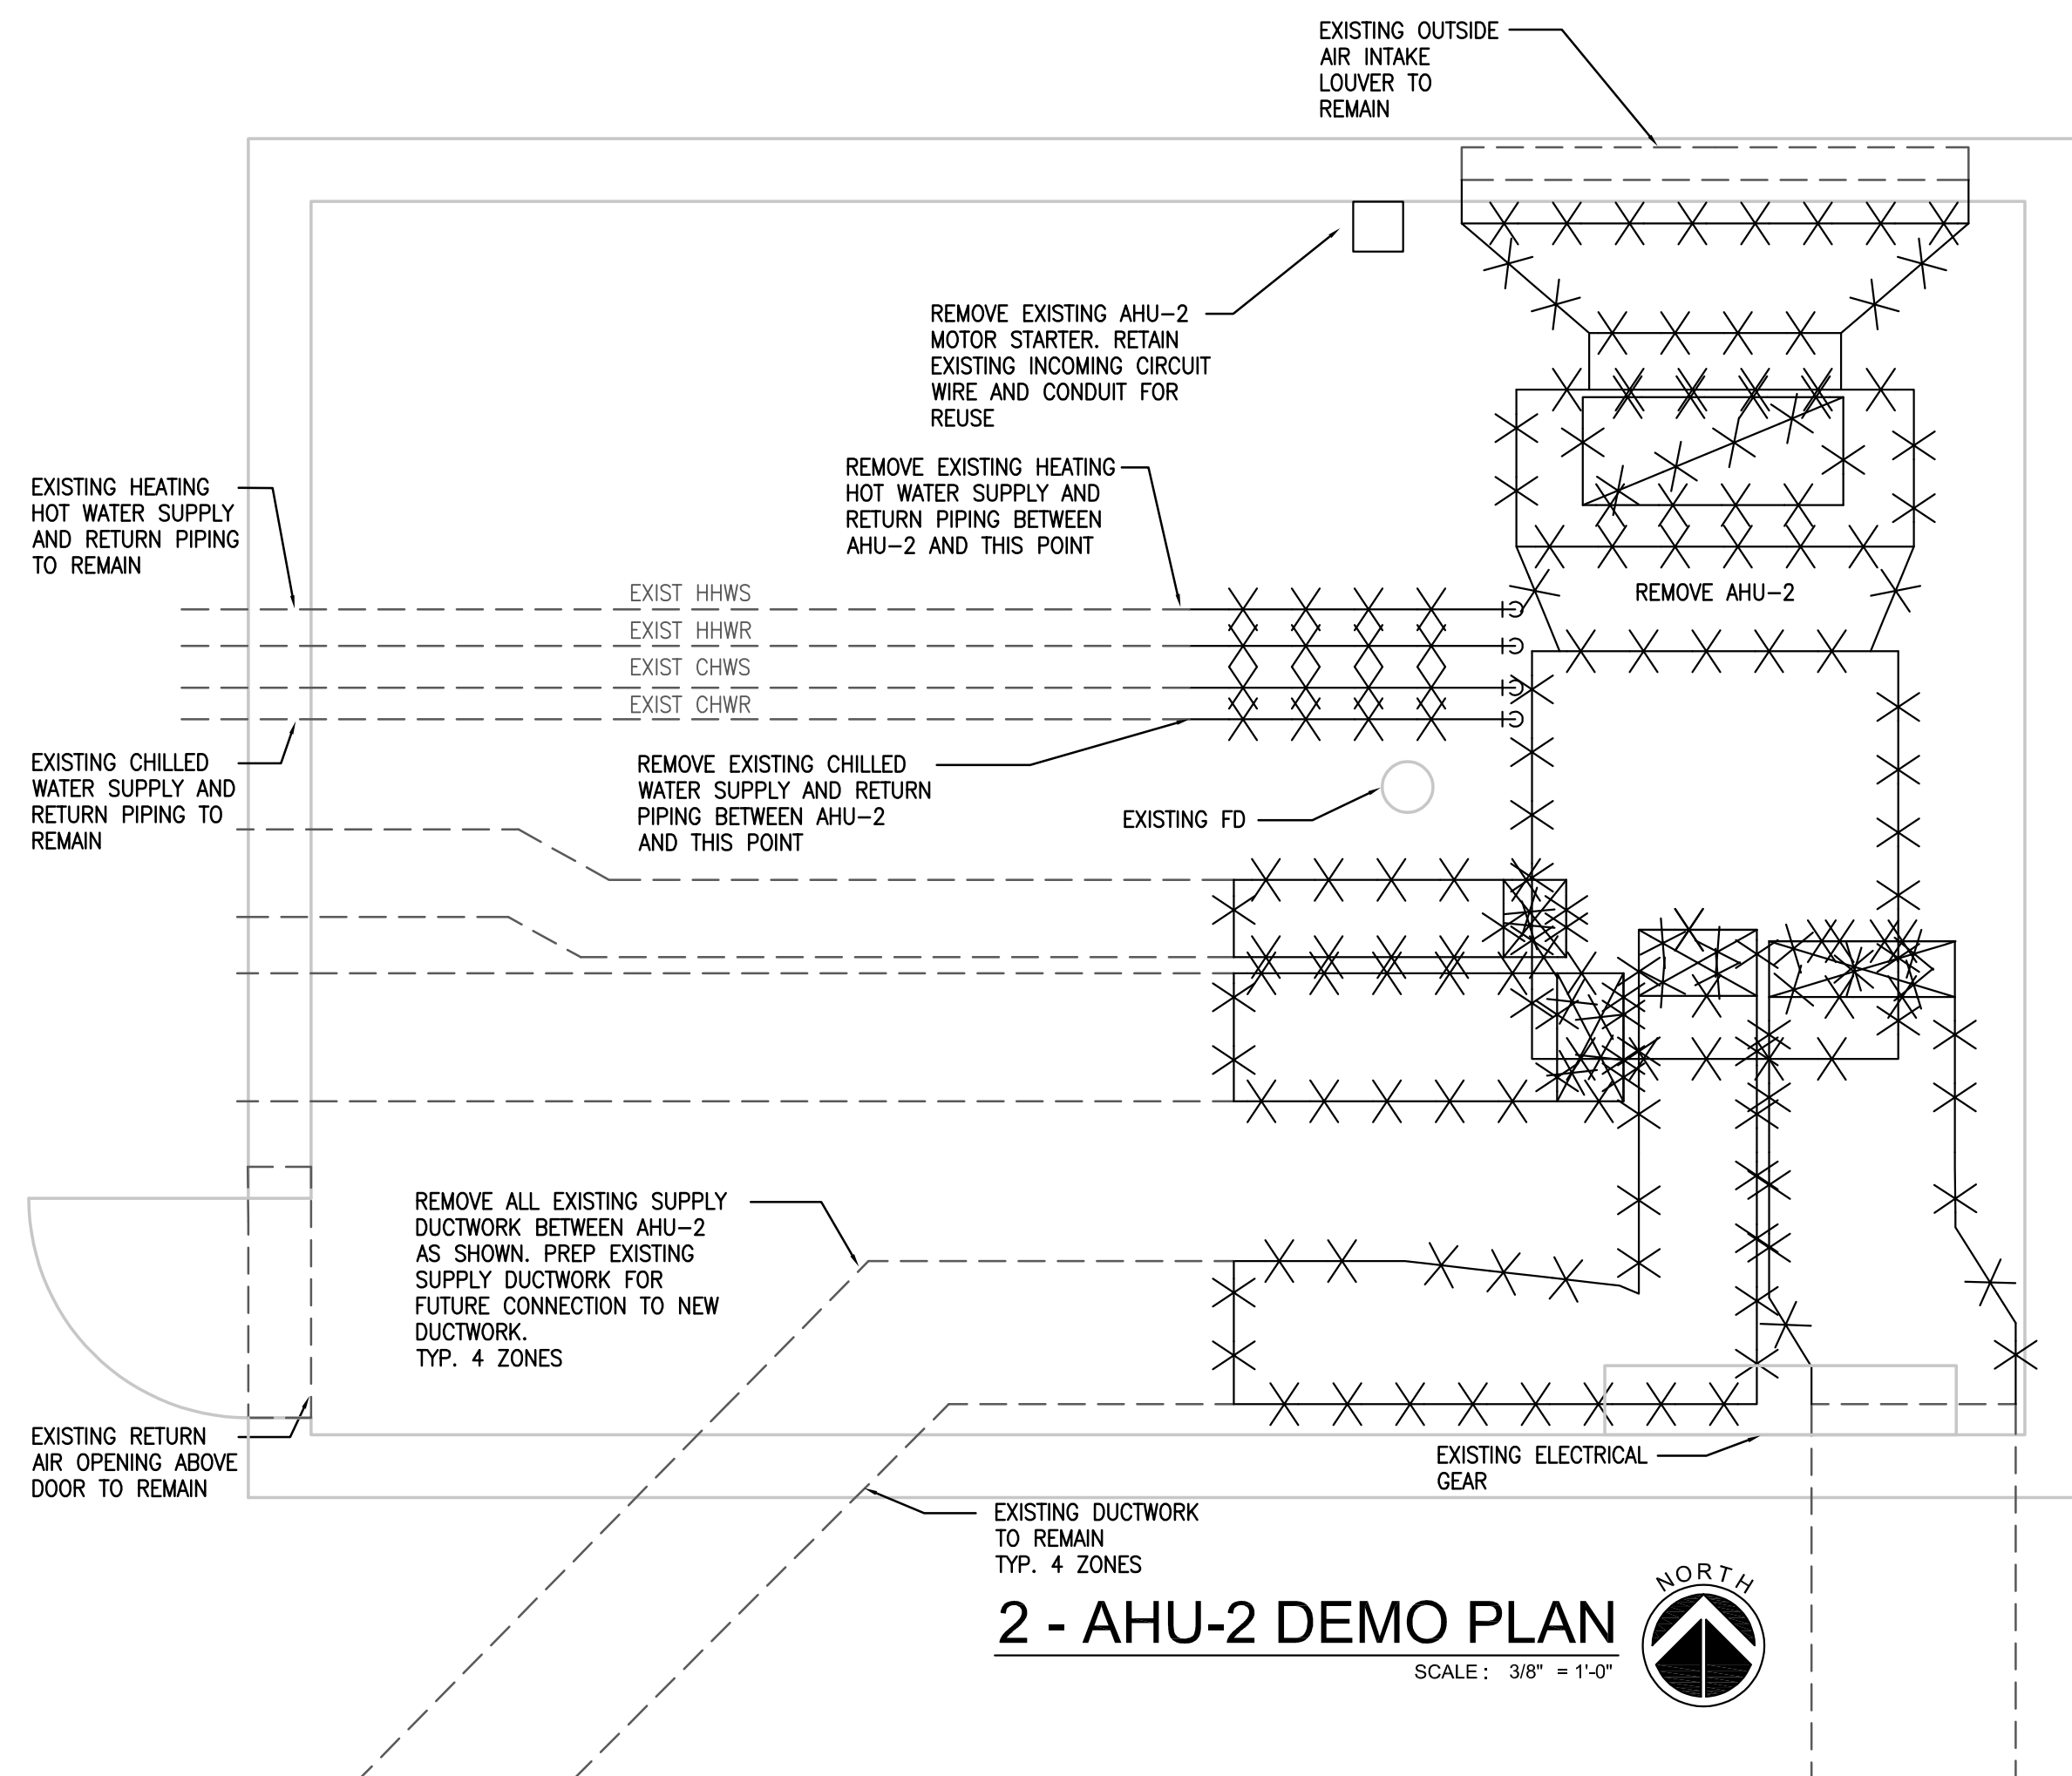 EXISTING OUTSIDE
AIR INTAKE
LOUVER TO
REMAIN
REMOVE EXISTING AHU-2
MOTOR STARTER. RETAIN
EXISTING INCOMING CIRCUIT
WIRE AND CONDUIT FOR
REUSE
REMOVE EXISTING HEATING
HOT WATER SUPPLY AND
RETURN PIPING BETWEEN
AHU-2 AND THIS POINT
EXISTING HEATING
HOT WATER SUPPLY
AND RETURN PIPING
TO REMAIN
EXIST HHWS
EXIST HHWR
EXIST CHWS
EXIST CHWR
REMOVE AHU-2
EXISTING CHILLED
WATER SUPPLY AND
RETURN PIPING TO
REMAIN
REMOVE EXISTING CHILLED
WATER SUPPLY AND RETURN
PIPING BETWEEN AHU-2
AND THIS POINT
EXISTING FD
REMOVE ALL EXISTING SUPPLY
DUCTWORK BETWEEN AHU-2
AS SHOWN. PREP EXISTING
SUPPLY DUCTWORK FOR
FUTURE CONNECTION TO NEW
DUCTWORK.
TYP. 4 ZONES
EXISTING RETURN
AIR OPENING ABOVE
DOOR TO REMAIN
EXISTING ELECTRICAL
GEAR
EXISTING DUCTWORK
TO REMAIN
TYP. 4 ZONES
NORTH
2 - AHU-2 DEMO PLAN
SCALE: 3/8" = 1'-0"